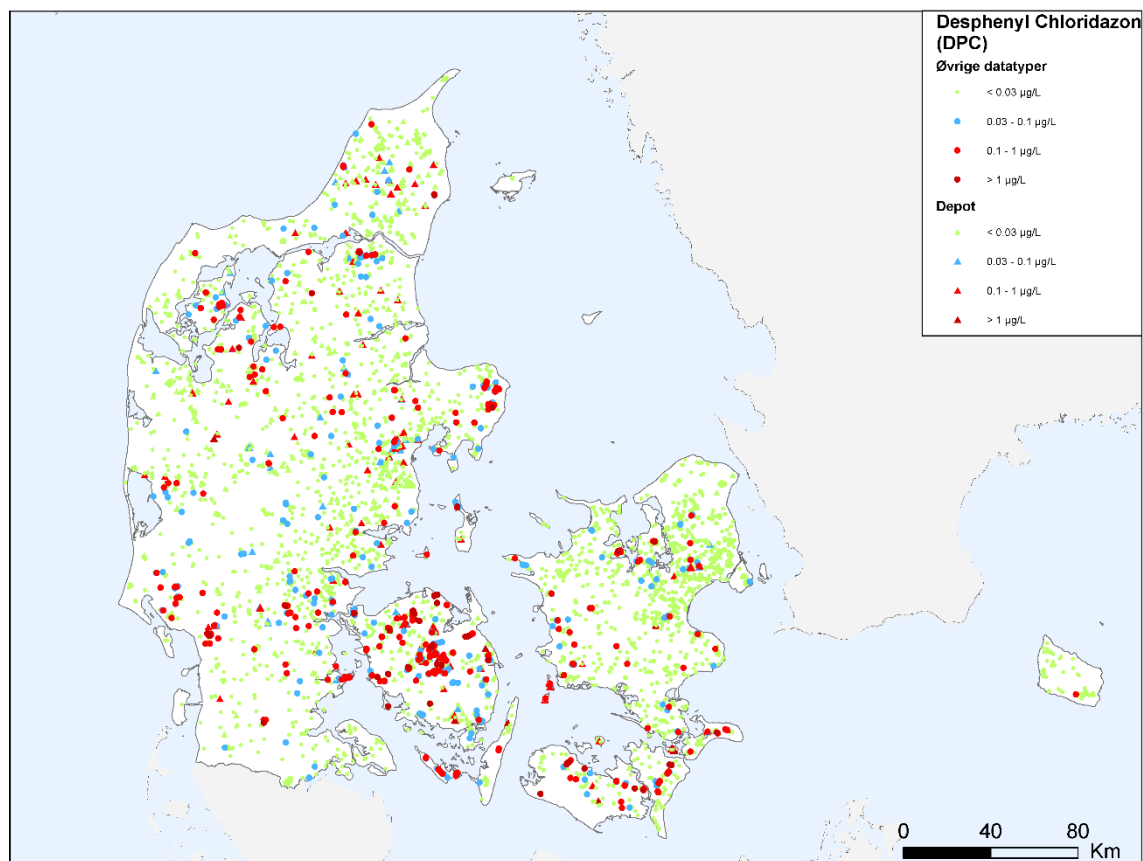 Desphenyl Chloridazon
(DPC)
Øvrige datatyper
< 0.03 µg/L
0.03 - 0.1 µg/L
0.1 - 1 µg/L
> 1 µg/L
Depot
< 0.03 µg/L
0.03 - 0.1 µg/L
0.1 - 1 µg/L
> 1 µg/L
0 40 80
Km